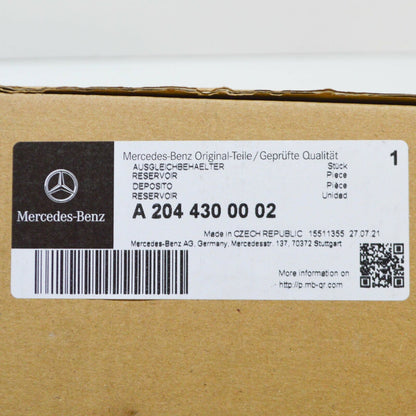 Mercedes-Benz Original-Teile/Geprüfte Qualität 1
AUSGLEICHBEHAELTER Stück
RESERVOIR Piece
DEPOSITO Pièce
RESERVOIR Unidad
Mercedes-Benz
A 204 430 00 02
Made in CZECH REPUBLIC 15511355 27.07.21
Mercedes-Benz AG, Germany, Mercedesstr. 137, 70372 Stuttgart
More information on
http://p.mb-qr.com